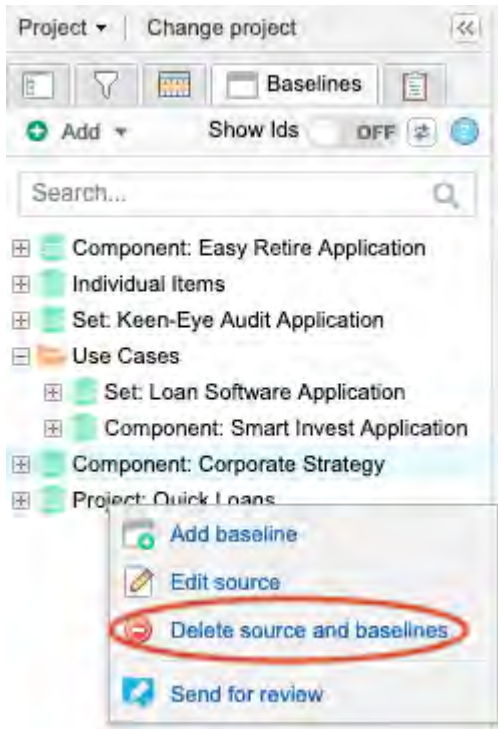 Project Change project
Baselines
Add Show Ids OFF
Search...
Component: Easy Retire Application
Individual Items
Set: Keen-Eye Audit Application
Use Cases
Set: Loan Software Application
Component: Smart Invest Application
Component: Corporate Strategy
Project: Quick Loans
Add baseline
Edit source
Delete source and baselines
Send for review